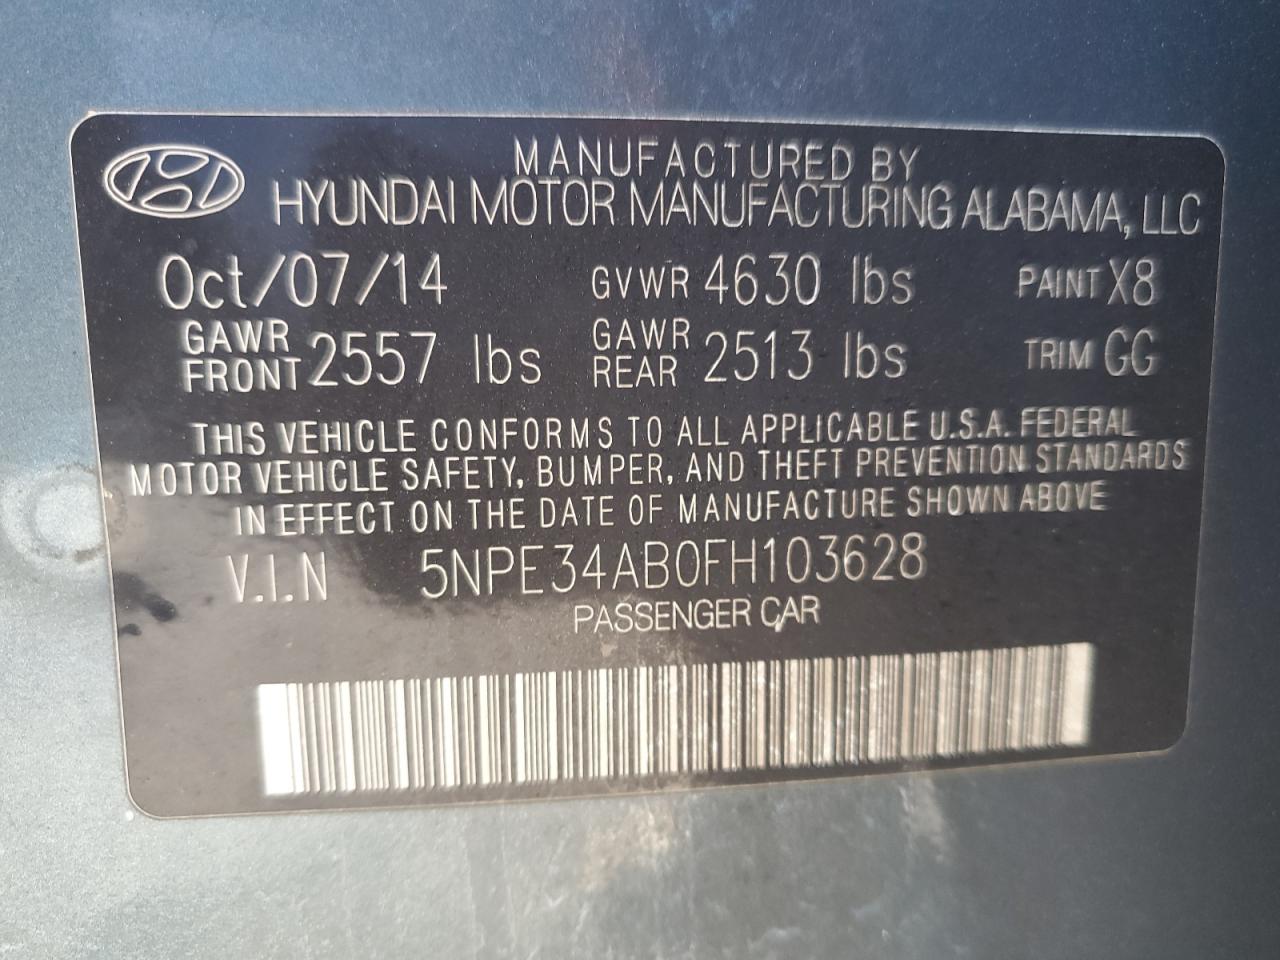 MANUFACTURED BY
HYUNDAI MOTOR MANUFACTURING ALABAMA, LLC
Oct/07/14 GVWR 4630 lbs PAINT X8
GAWR FRONT 2557 lbs GAWR REAR 2513 lbs TRIM GG
THIS VEHICLE CONFORMS TO ALL APPLICABLE U.S.A. FEDERAL
MOTOR VEHICLE SAFETY, BUMPER, AND THEFT PREVENTION STANDARDS
IN EFFECT ON THE DATE OF MANUFACTURE SHOWN ABOVE
V.I.N 5NPE34AB0FH103628
PASSENGER CAR